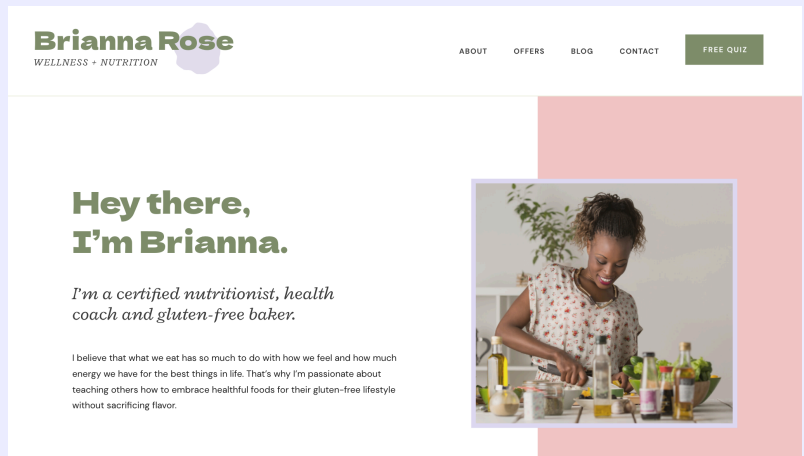 Brianna Rose
WELLNESS + NUTRITION
ABOUT
OFFERS
BLOG
CONTACT
FREE QUIZ
Hey there,
I'm Brianna.
I'm a certified nutritionist, health
coach and gluten-free baker.
I believe that what we eat has so much to do with how we feel and how much
energy we have for the best things in life. That's why I'm passionate about
teaching others how to embrace healthful foods for their gluten-free lifestyle
without sacrificing flavor.